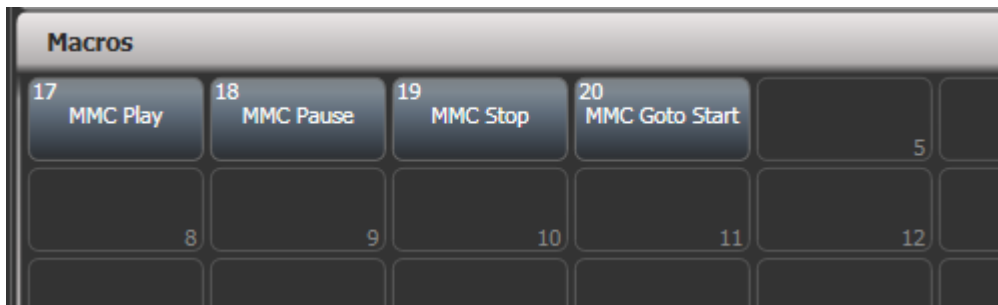 Macros
17
MMC Play
18
MMC Pause
19
MMC Stop
20
MMC Goto Start
5
8
9
10
11
12